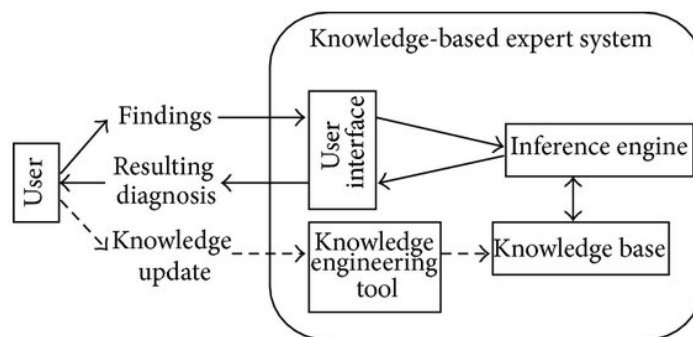 Knowledge-based expert system
Findings
User
interface
Inference engine
User
Resulting
diagnosis
Knowledge
update
Knowledge
engineering
tool
Knowledge base